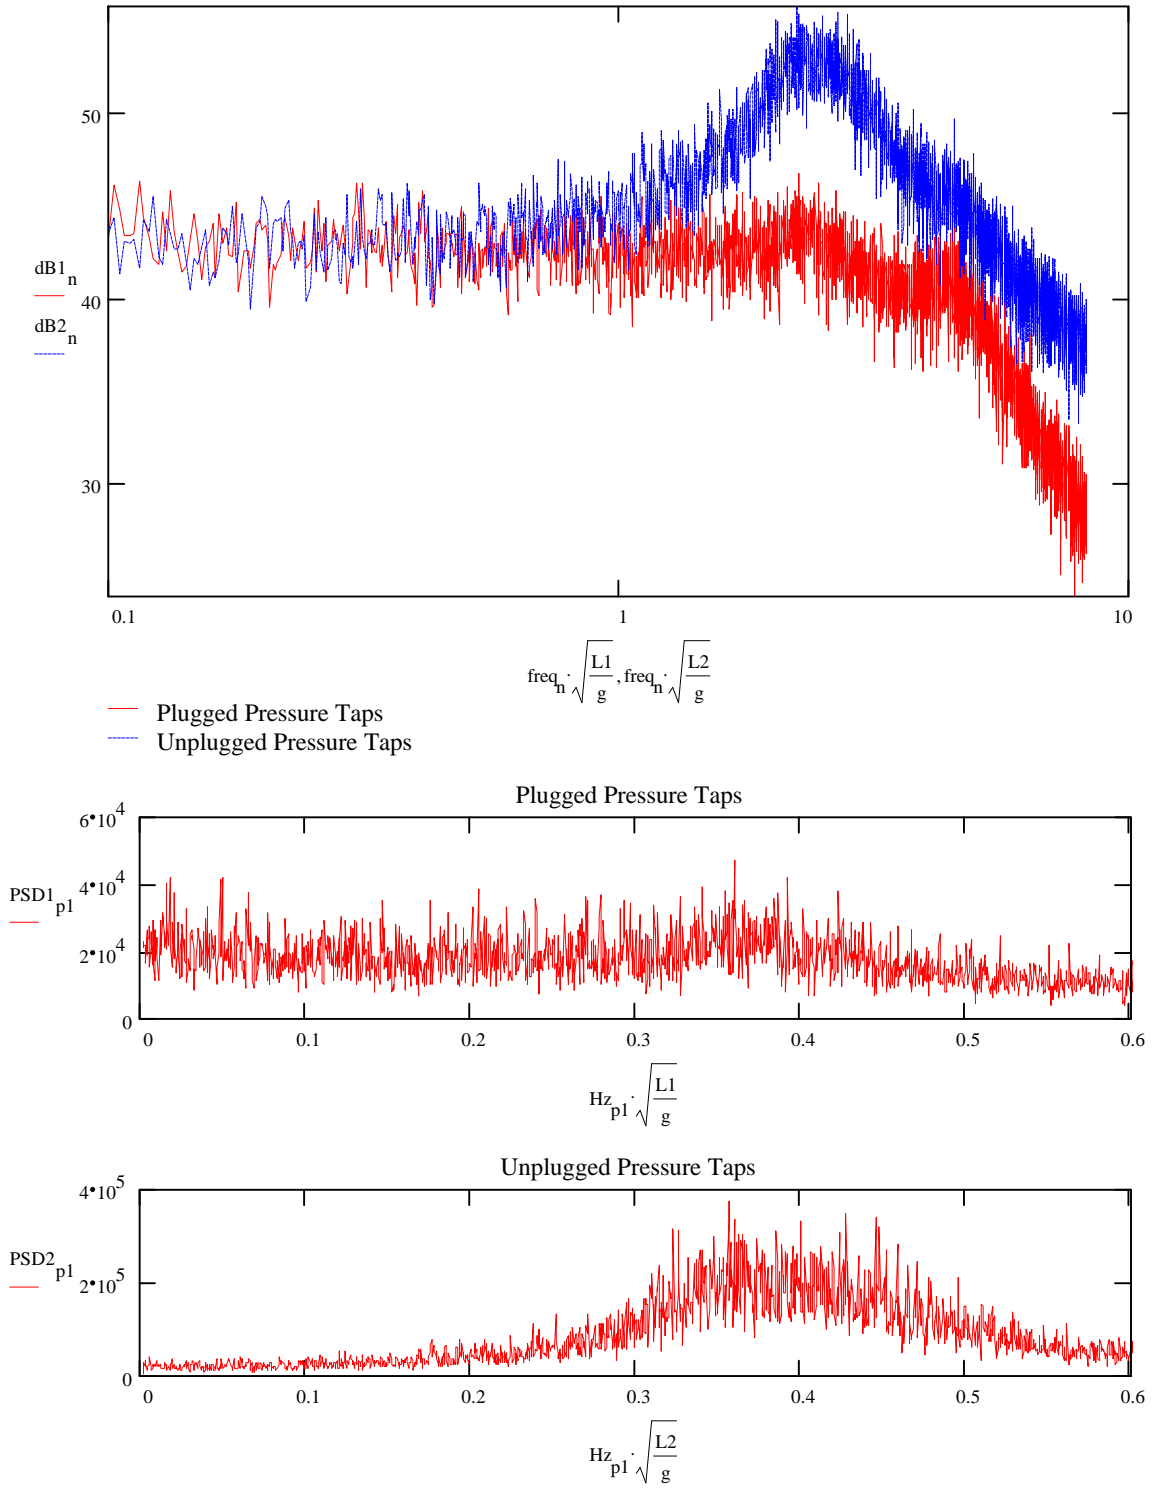 50
dB1n
40
dB2n
30
0.1 1 10
freqn·√L1/g , freqn·√L2/g
Plugged Pressure Taps
Unplugged Pressure Taps
Plugged Pressure Taps
6•10^4
PSD1p1 4•10^4
2•10^4
0
0 0.1 0.2 0.3 0.4 0.5 0.6
Hzp1·√L1/g
Unplugged Pressure Taps
4•10^5
PSD2p1
2•10^5
0
0 0.1 0.2 0.3 0.4 0.5 0.6
Hzp1·√L2/g